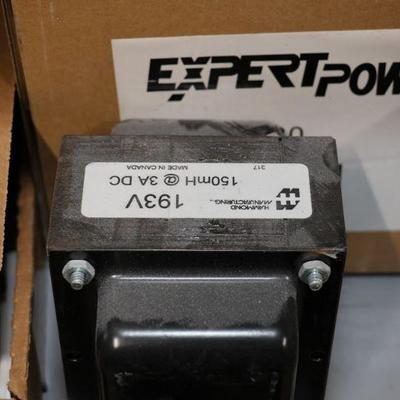 EXPERTPOW
HAMMOND
MANUFACTURING
193V
150mH @ 3A DC
MADE IN CANADA
217